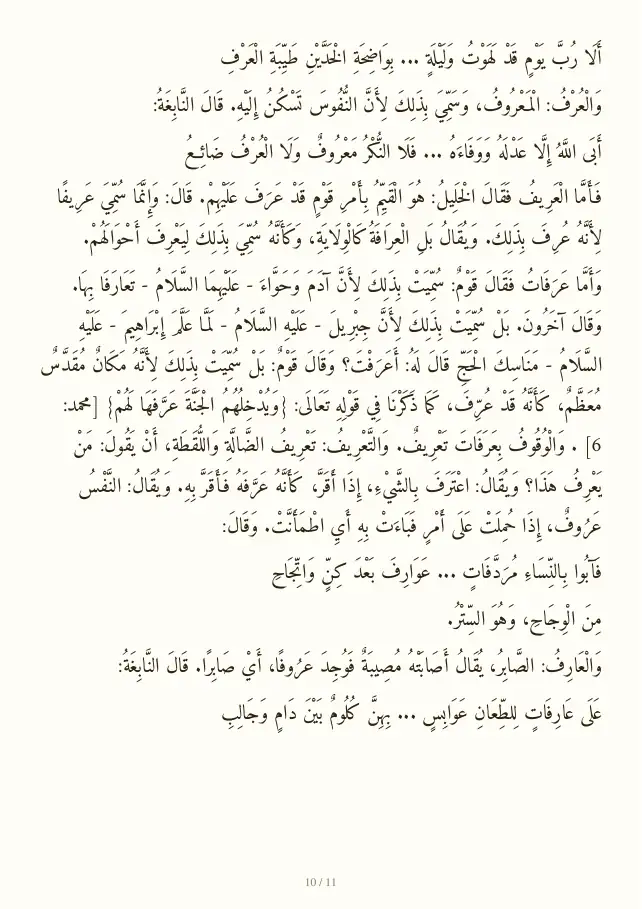 أَلَا رُبَّ يَوْمٍ قَدْ لَهَوْتُ وَلَيْلَةٍ ... بِوَاضِحَةِ الْخَدَّيْنِ طَيِّبَةِ الْعَرْفِ
وَالْعُرْفُ: الْمَعْرُوفُ، وَسُمِّيَ بِذَلِكَ لِأَنَّ النُّفُوسَ تَسْكُنُ إِلَيْهِ. قَالَ النَّابِغَةُ:
أَبَى اللَّهُ إِلَّا عَدْلَهُ وَوَفَاءَهُ ... فَلَا النُّكْرُ مَعْرُوفٌ وَلَا الْعُرْفُ ضَائِعُ
فَأَمَّا الْعَرِيفُ فَقَالَ الْخَلِيلُ: هُوَ الْقَيِّمُ بِأَمْرِ قَوْمٍ قَدْ عَرَفَ عَلَيْهِمْ. قَالَ: وَإِنَّمَا سُمِّيَ عَرِيفًا
لِأَنَّهُ عُرِفَ بِذَلِكَ. وَيُقَالُ بَلِ الْعِرَافَةُ كَالْوِلَايَةِ، وَكَأَنَّهُ سُمِّيَ بِذَلِكَ لِيَعْرِفَ أَحْوَالَهُمْ.
وَأَمَّا عَرَفَاتُ فَقَالَ قَوْمٌ: سُمِّيَتْ بِذَلِكَ لِأَنَّ آدَمَ وَحَوَّاءَ - عَلَيْهِمَا السَّلَامُ - تَعَارَفَا بِهَا.
وَقَالَ آخَرُونَ. بَلْ سُمِّيَتْ بِذَلِكَ لِأَنَّ جِبْرِيلَ - عَلَيْهِ السَّلَامُ - لَمَّا عَلَّمَ إِبْرَاهِيمَ - عَلَيْهِ
السَّلَامُ - مَنَاسِكَ الْحَجِّ قَالَ لَهُ: أَعَرَفْتَ؟ وَقَالَ قَوْمٌ: بَلْ سُمِّيَتْ بِذَلِكَ لِأَنَّهُ مَكَانٌ مُقَدَّسٌ
مُعَظَّمٌ، كَأَنَّهُ قَدْ عُرِّفَ، كَمَا ذَكَرْنَا فِي قَوْلِهِ تَعَالَى: {وَيُدْخِلُهُمُ الْجَنَّةَ عَرَّفَهَا لَهُمْ} [محمد:
6] . وَالْوُقُوفُ بِعَرَفَاتَ تَعْرِيفٌ. وَالتَّعْرِيفُ: تَعْرِيفُ الضَّالَّةِ وَاللُّقَطَةِ، أَنْ يَقُولَ: مَنْ
يَعْرِفُ هَذَا؟ وَيُقَالُ: اعْتَرَفَ بِالشَّيْءِ، إِذَا أَقَرَّ، كَأَنَّهُ عَرَّفَهُ فَأَقَرَّ بِهِ. وَيُقَالُ: النَّفْسُ
عَرُوفٌ، إِذَا حُمِلَتْ عَلَى أَمْرٍ فَبَاءَتْ بِهِ أَيِ اطْمَأَنَّتْ. وَقَالَ:
فَآبُوا بِالنِّسَاءِ مُرَدَّفَاتٍ ... عَوَارِفَ بَعْدَ كِنٍّ وَاتِّجَاحِ
مِنَ الْوِجَاحِ، وَهُوَ السِّتْرُ.
وَالْعَارِفُ: الصَّابِرُ، يُقَالُ أَصَابَتْهُ مُصِيبَةٌ فَوُجِدَ عَرُوفًا، أَيْ صَابِرًا. قَالَ النَّابِغَةُ:
عَلَى عَارِفَاتٍ لِلطِّعَانِ عَوَابِسٍ ... بِهِنَّ كُلُومٌ بَيْنَ دَامٍ وَجَالِبِ
10 / 11